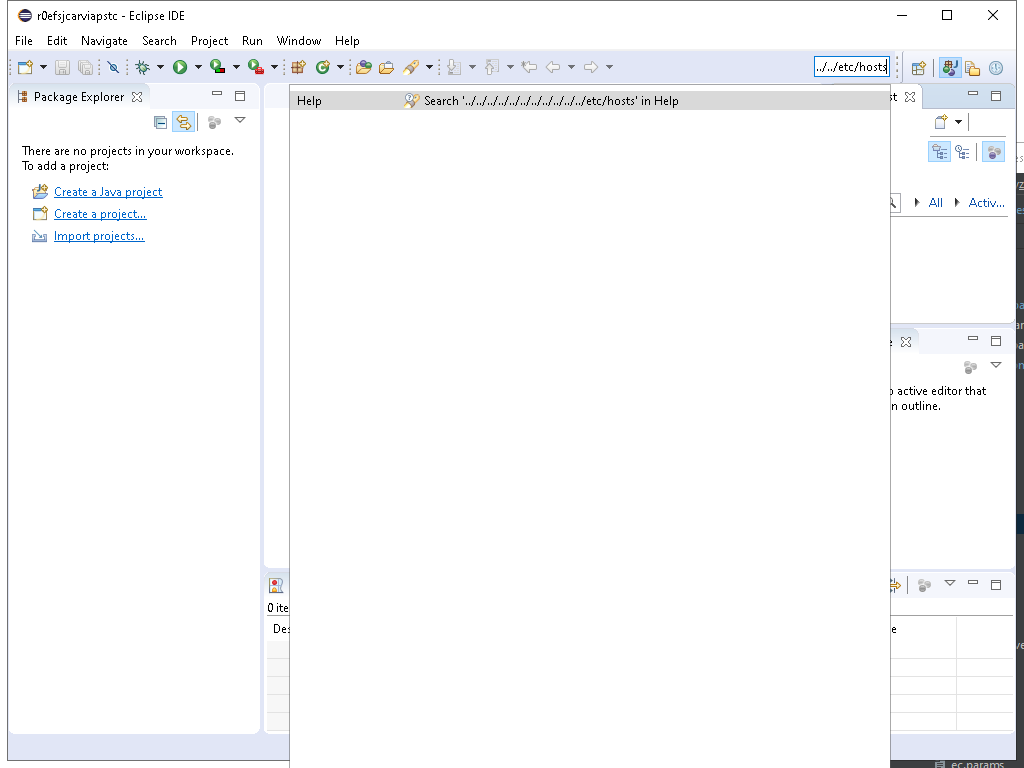 r0efsjcarviapstc - Eclipse IDE
File Edit Navigate Search Project Run Window Help
../../etc/hosts
Package Explorer
Help Search '../../../../../../../../../../../../etc/hosts' in Help
st
There are no projects in your workspace.
To add a project:
Create a Java project
Create a project...
Import projects...
All Activ...
active editor that
n outline.
0 ite
Des
e
ec.params